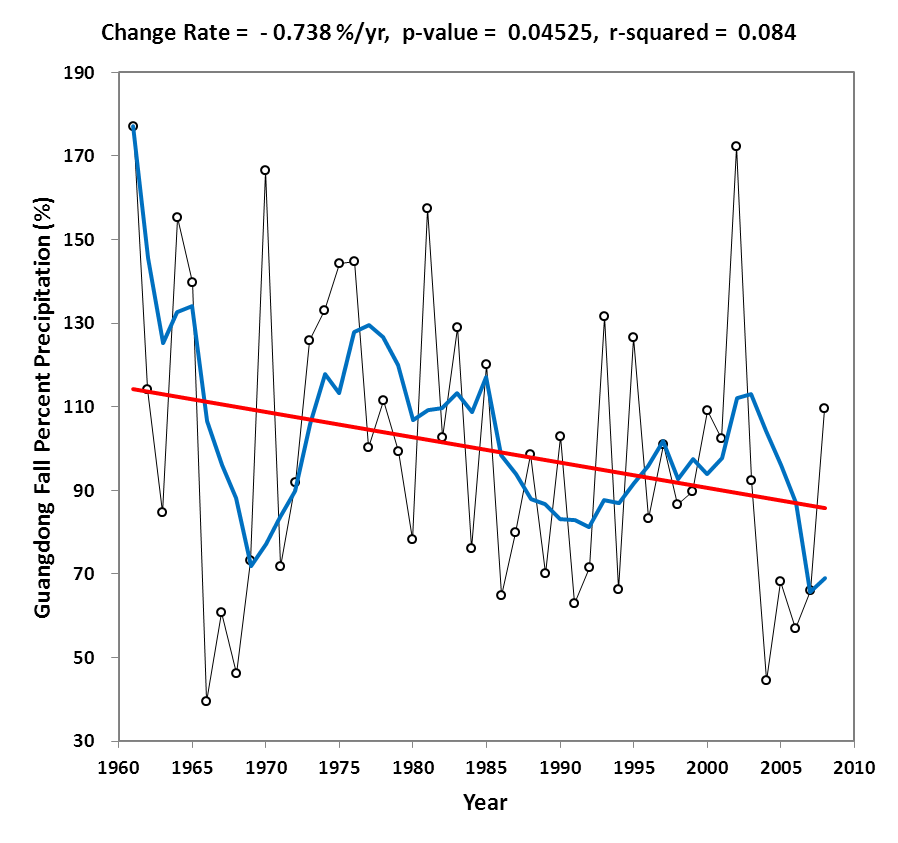 Change Rate = - 0.738 %/yr, p-value = 0.04525, r-squared = 0.084
190
170
150
130
110
90
70
50
30
Guangdong Fall Percent Precipitation (%)
1960 1965 1970 1975 1980 1985 1990 1995 2000 2005 2010
Year